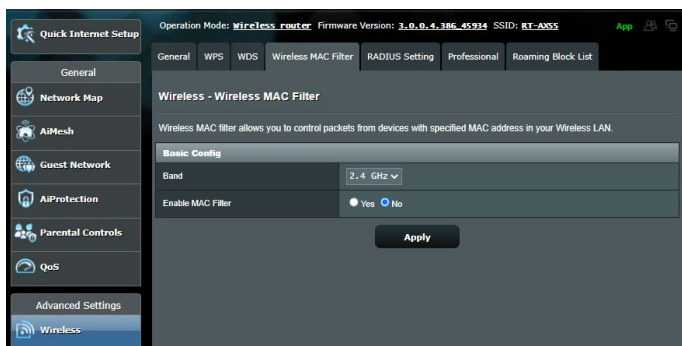 Quick Internet Setup
General
Network Map
AiMesh
Guest Network
AiProtection
Parental Controls
QoS
Advanced Settings
Wireless
Operation Mode: Wireless router Firmware Version: 3.0.0.4.386_45934 SSID: RT-AX55 App
General WPS WDS Wireless MAC Filter RADIUS Setting Professional Roaming Block List
Wireless - Wireless MAC Filter
Wireless MAC filter allows you to control packets from devices with specified MAC address in your Wireless LAN.
Basic Config
Band 2.4 GHz
Enable MAC Filter Yes No
Apply